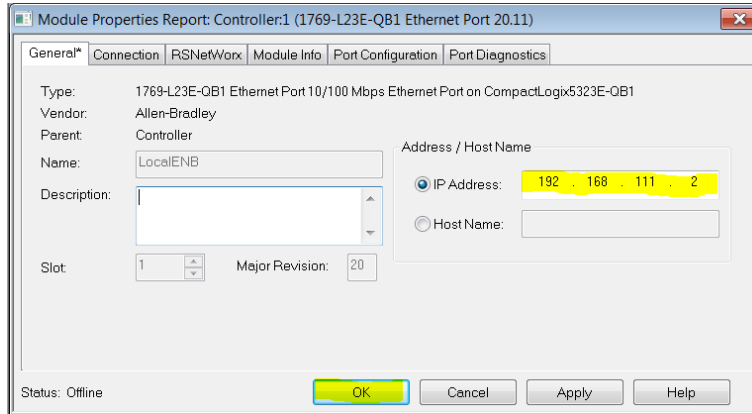 Module Properties Report: Controller:1 (1769-L23E-QB1 Ethernet Port 20.11)
General* Connection RSNetWorx Module Info Port Configuration Port Diagnostics
Type: 1769-L23E-QB1 Ethernet Port 10/100 Mbps Ethernet Port on CompactLogix5323E-QB1
Vendor: Allen-Bradley
Parent: Controller
Name: LocalENB
Description:
Address / Host Name
IP Address: 192 . 168 . 111 . 2
Host Name:
Slot: 1 Major Revision: 20
Status: Offline OK Cancel Apply Help